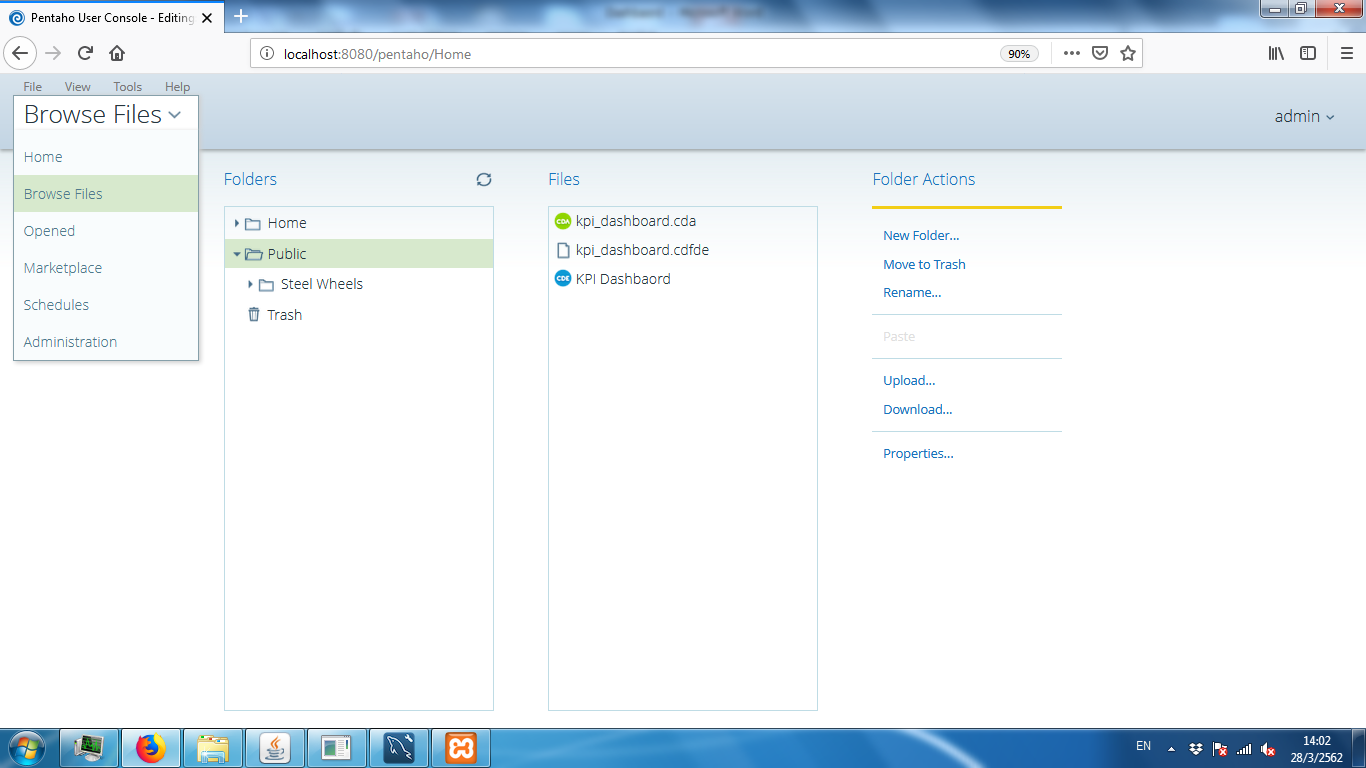 Pentaho User Console - Editing
localhost:8080/pentaho/Home
90%
File View Tools Help
Browse Files
admin
Home
Browse Files
Opened
Marketplace
Schedules
Administration
Folders
Home
Public
Steel Wheels
Trash
Files
CDA kpi_dashboard.cda
kpi_dashboard.cdfde
CDE KPI Dashbaord
Folder Actions
New Folder...
Move to Trash
Rename...
Paste
Upload...
Download...
Properties...
EN
14:02
28/3/2562